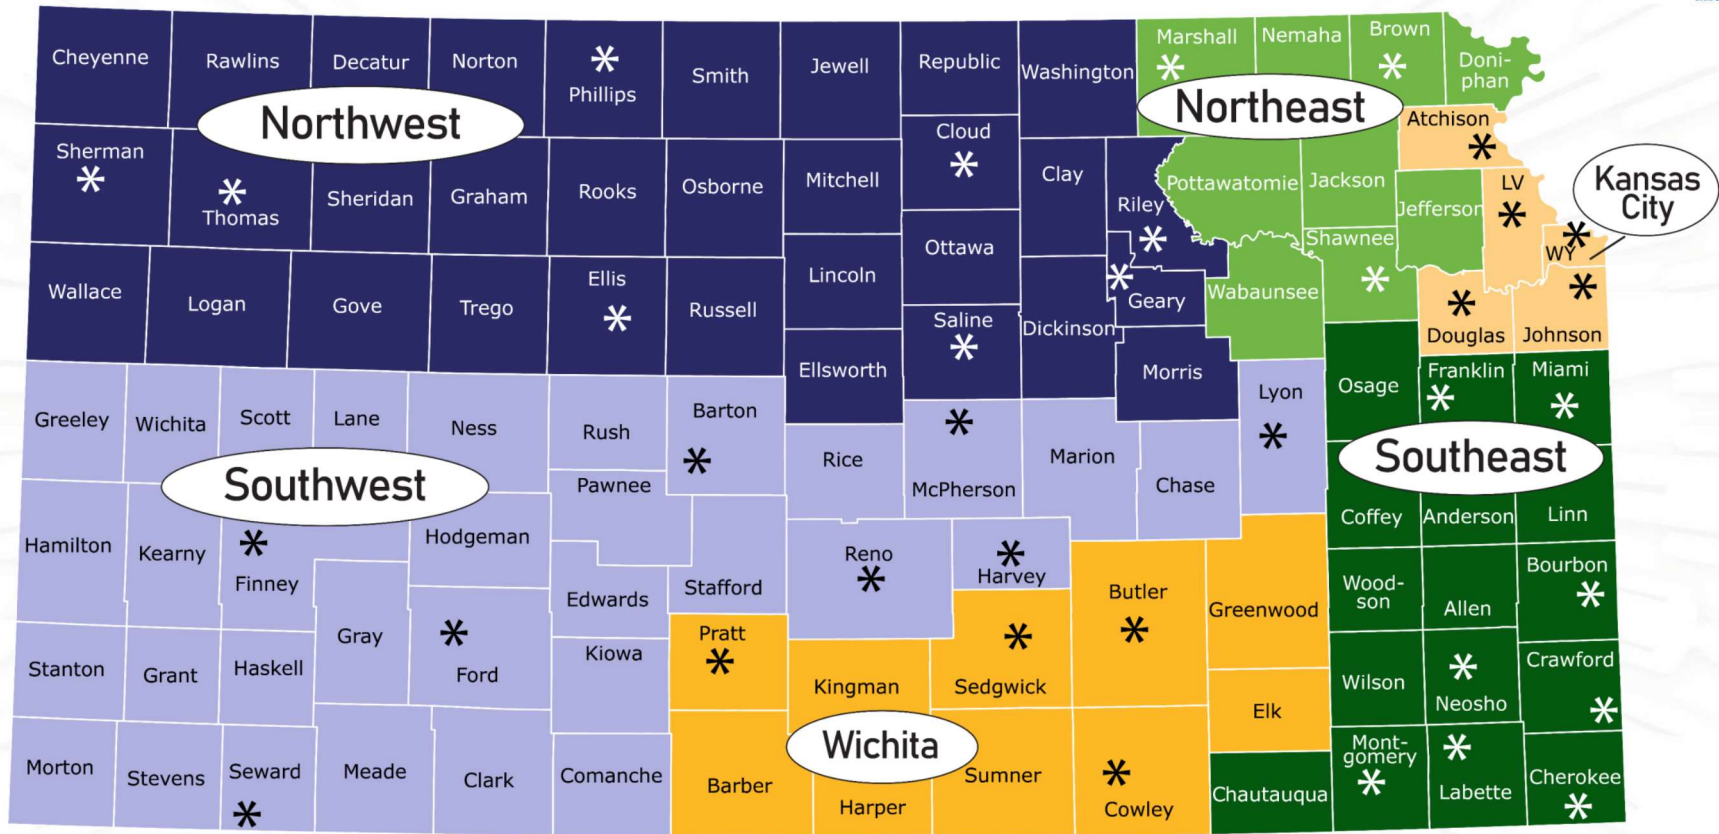 Cheyenne
Rawlins
Decatur
Norton
*
Phillips
Smith
Jewell
Republic
Washington
Marshall
*
Nemaha
Brown
*
Doni-
phan
Northwest
Northeast
Atchison
*
Sherman
*
*
Thomas
Sheridan
Graham
Rooks
Osborne
Mitchell
Cloud
*
Clay
Riley
*
Pottawatomie
Jackson
Jefferson
LV
*
Kansas
City
*
WY
Wallace
Logan
Gove
Trego
Ellis
*
Russell
Lincoln
Ottawa
Saline
*
Dickinson
*
Geary
Wabaunsee
Shawnee
*
*
Douglas
*
Johnson
Ellsworth
Morris
Greeley
Wichita
Scott
Lane
Ness
Rush
Barton
*
Rice
*
McPherson
Marion
Chase
Lyon
*
Osage
Franklin
*
Miami
*
Southwest
Southeast
Pawnee
Hamilton
Kearny
*
Finney
Hodgeman
Edwards
Stafford
Reno
*
*
Harvey
Butler
*
Greenwood
Coffey
Anderson
Linn
Wood-
son
Allen
Bourbon
*
Stanton
Grant
Haskell
Gray
*
Ford
Kiowa
Pratt
*
Kingman
*
Sedgwick
Elk
Wilson
*
Neosho
Crawford
*
Wichita
Morton
Stevens
Seward
*
Meade
Clark
Comanche
Barber
Harper
Sumner
*
Cowley
Chautauqua
Mont-
gomery
*
*
Labette
Cherokee
*